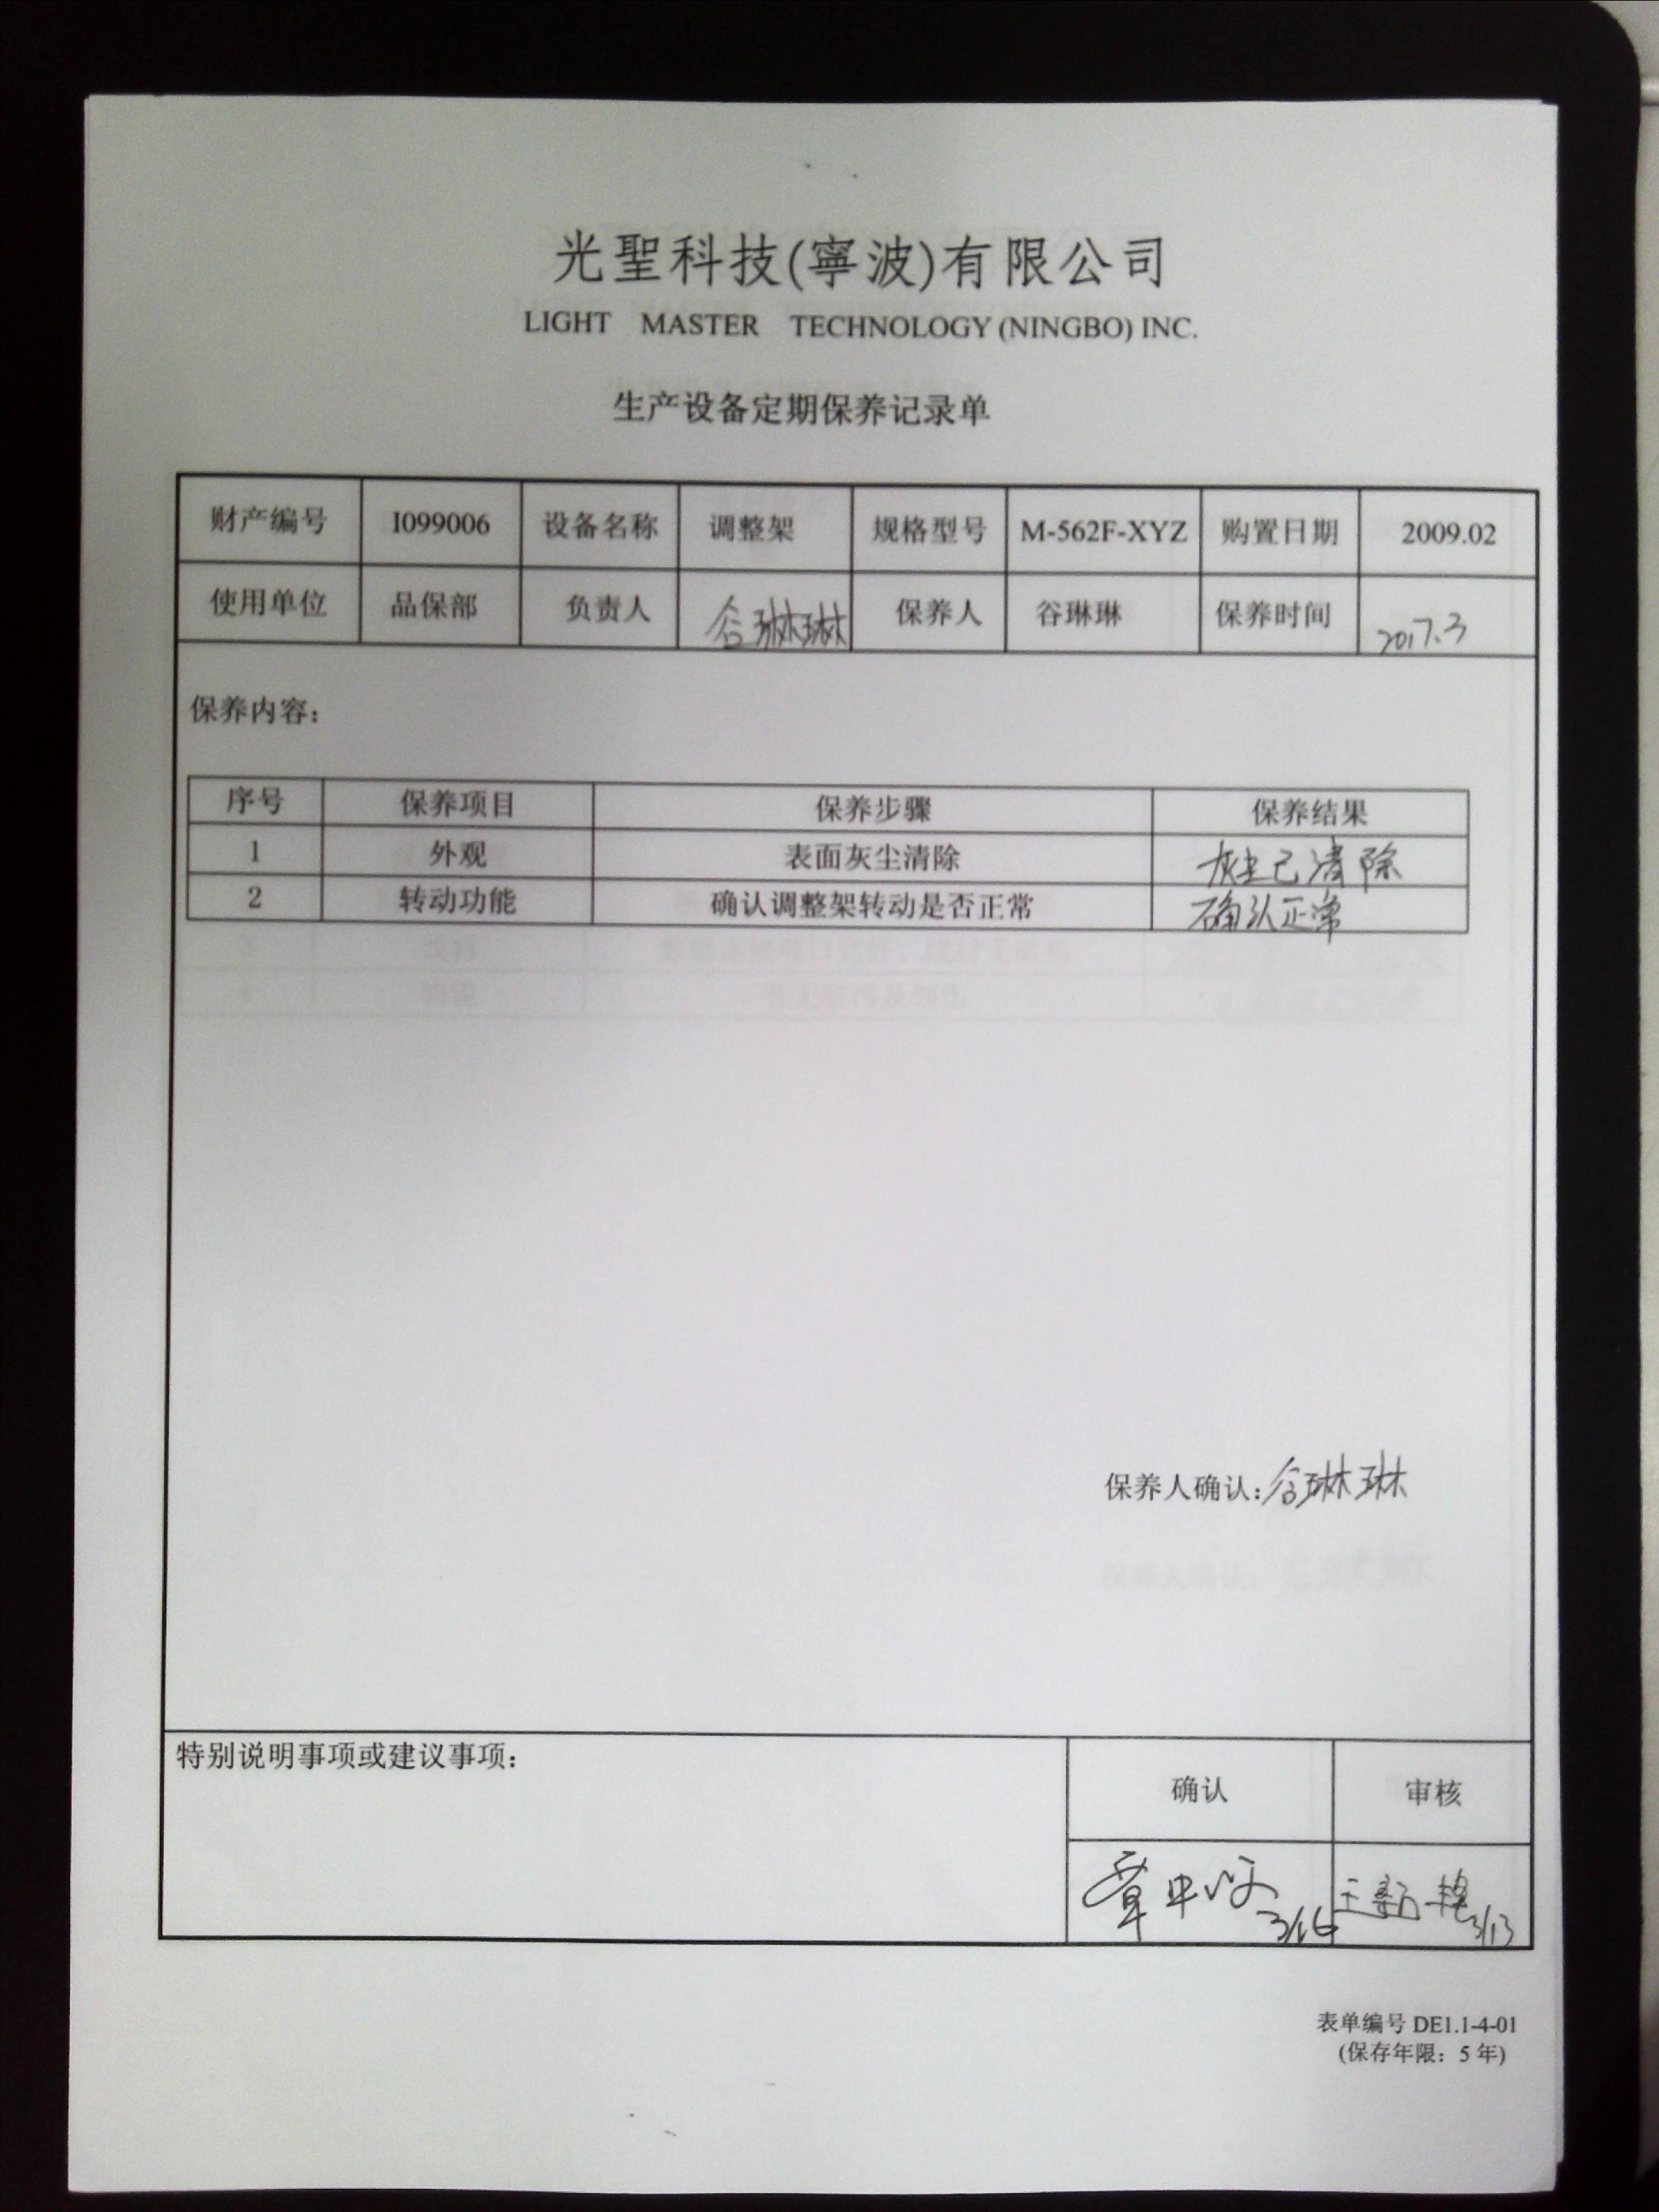 光聖科技(寧波)有限公司
LIGHT MASTER TECHNOLOGY (NINGBO) INC.
生产设备定期保养记录单
财产编号 I099006 设备名称 调整架 规格型号 M-562F-XYZ 购置日期 2009.02
使用单位 品保部 负责人 谷琳琳 保养人 谷琳琳 保养时间 2017.3
保养内容：
序号 保养项目 保养步骤 保养结果
1 外观 表面灰尘清除 灰尘已清除
2 转动功能 确认调整架转动是否正常 确认正常
保养人确认：谷琳琳
特别说明事项或建议事项：
确认 审核
3/16 3/13
表单编号 DE1.1-4-01
(保存年限：5 年)